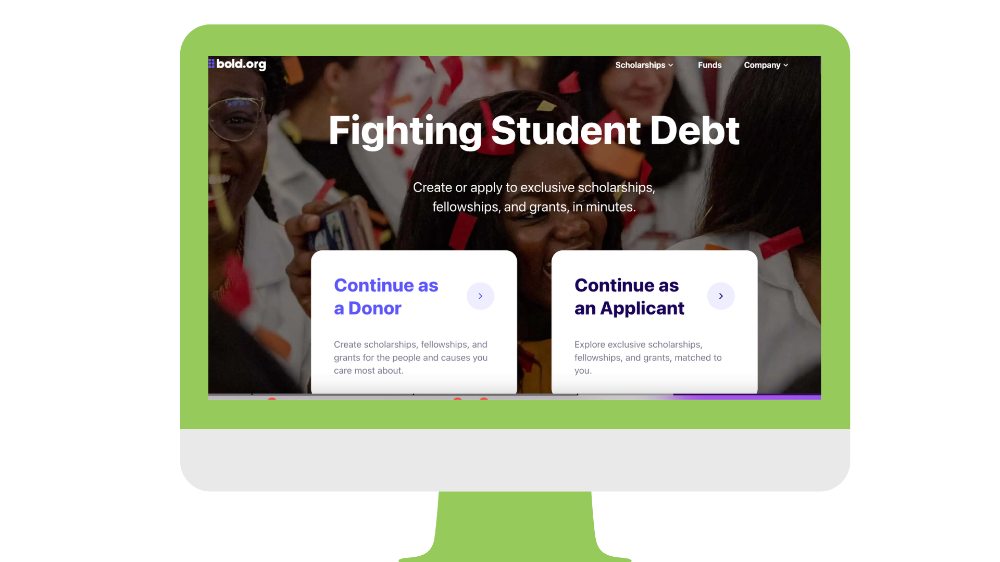 bold.org
Scholarships
Funds
Company
Fighting Student Debt
Create or apply to exclusive scholarships,
fellowships, and grants, in minutes.
Continue as
a Donor
Create scholarships, fellowships, and
grants for the people and causes you
care most about.
Continue as
an Applicant
Explore exclusive scholarships,
fellowships, and grants, matched to
you.